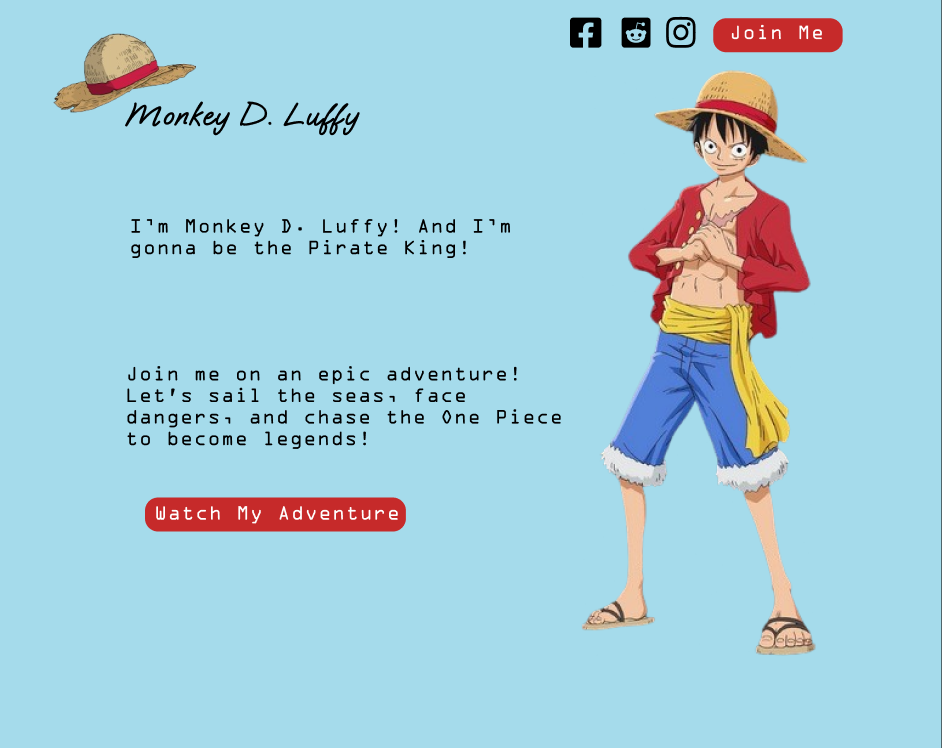 Join Me
Monkey D. Luffy
I'm Monkey D. Luffy! And I'm
gonna be the Pirate King!
Join me on an epic adventure!
Let's sail the seas, face
dangers, and chase the One Piece
to become legends!
Watch My Adventure